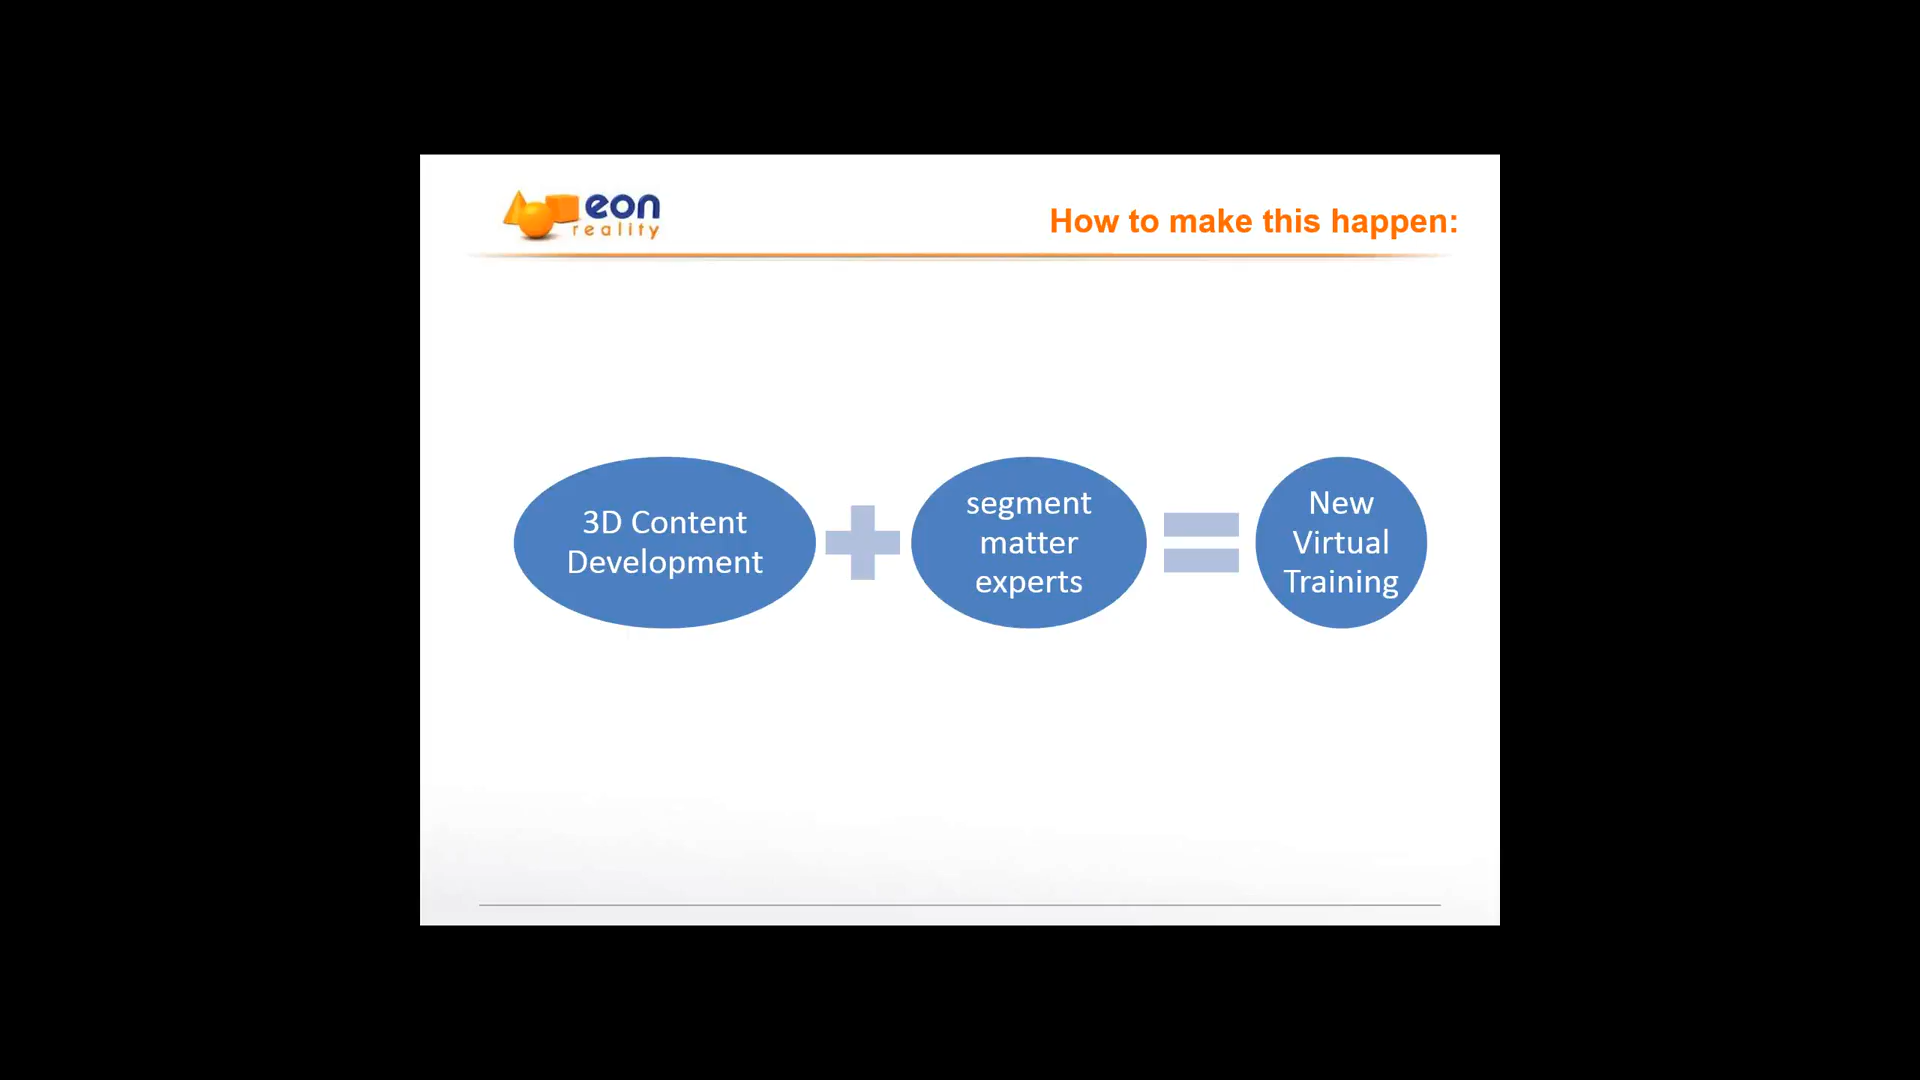 eon
reality
How to make this happen:
3D Content
Development
segment
matter
experts
New
Virtual
Training